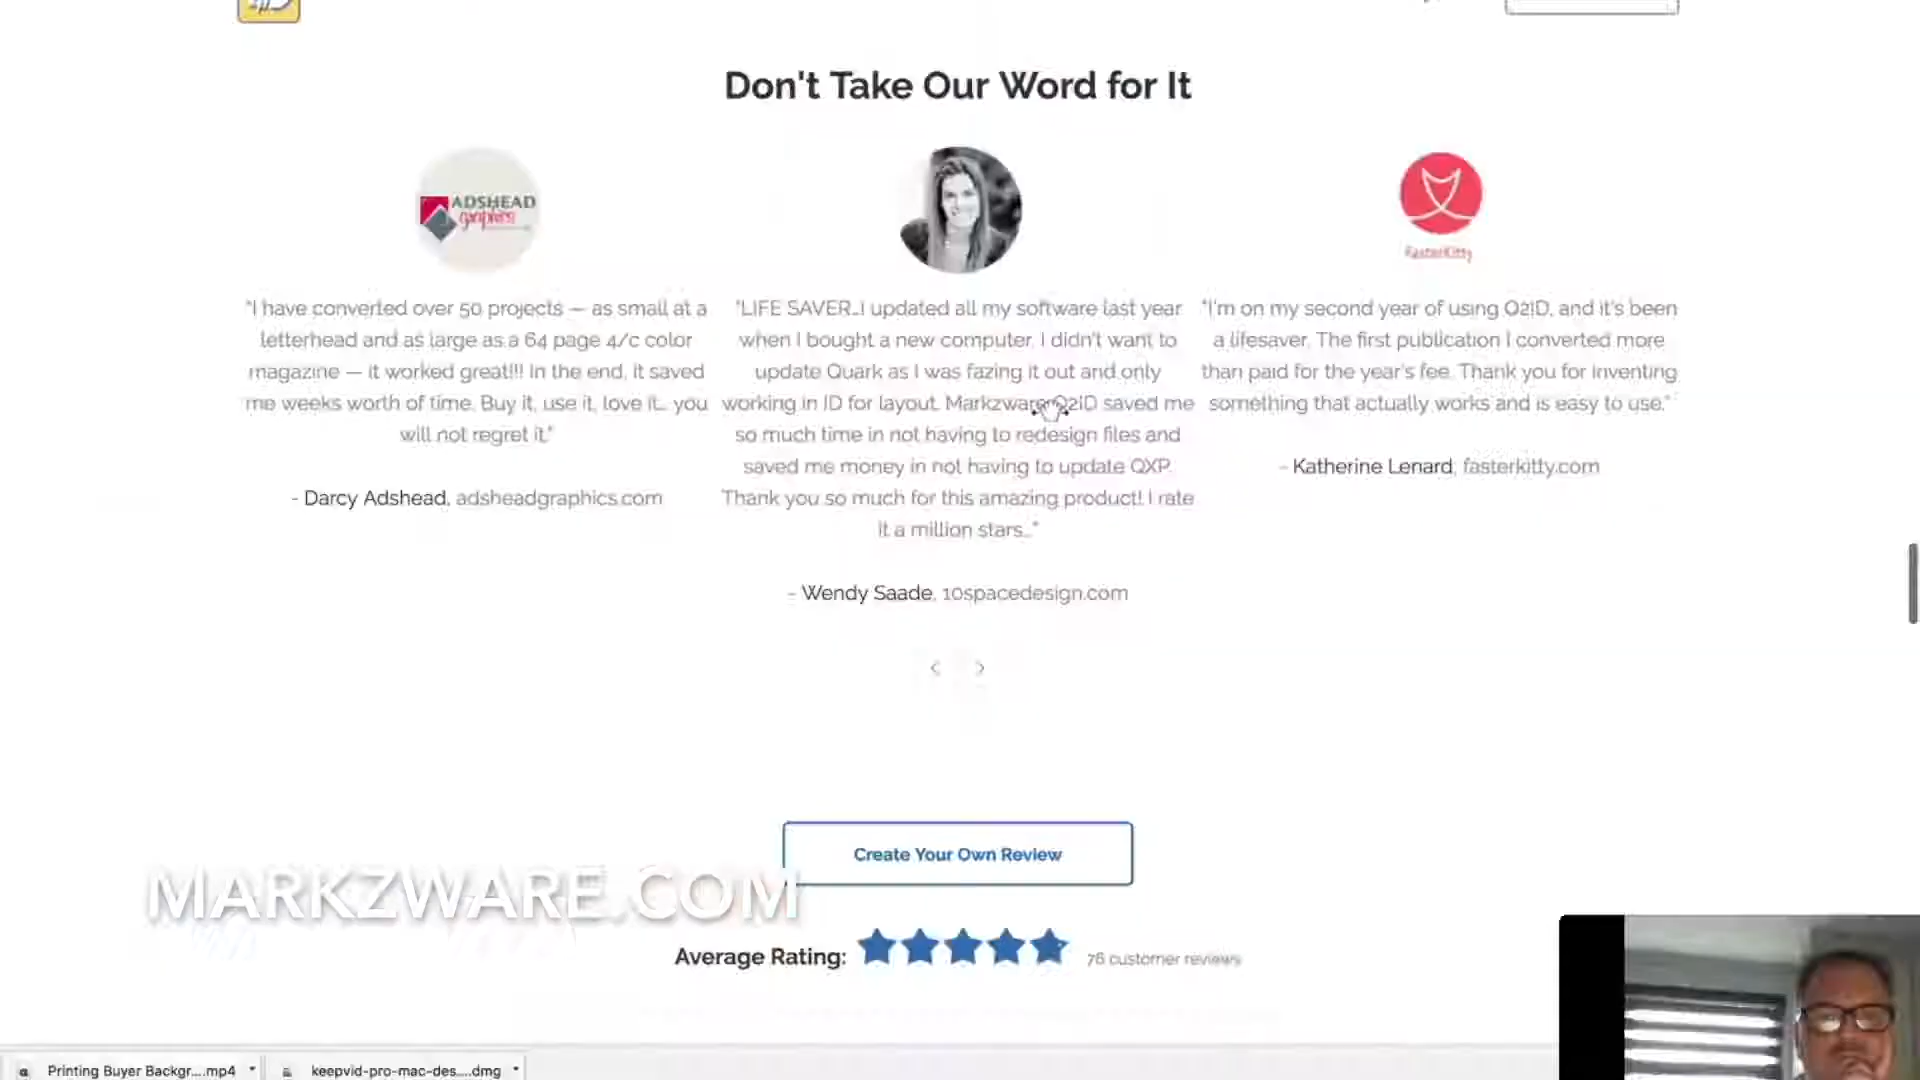 Don't Take Our Word for It
ADSHEAD
graphics
FasterKitty
"I have converted over 50 projects — as small at a
letterhead and as large as a 64 page 4/c color
magazine — it worked great!!! In the end, it saved
me weeks worth of time. Buy it, use it, love it... you
will not regret it."
- Darcy Adshead, adsheadgraphics.com
"LIFE SAVER...I updated all my software last year
when I bought a new computer. I didn't want to
update Quark as I was fazing it out and only
working in ID for layout. Markzware Q2ID saved me
so much time in not having to redesign files and
saved me money in not having to update QXP.
Thank you so much for this amazing product! I rate
it a million stars..."
- Wendy Saade, 10spacedesign.com
"I'm on my second year of using Q2ID, and it's been
a lifesaver. The first publication I converted more
than paid for the year's fee. Thank you for inventing
something that actually works and is easy to use."
- Katherine Lenard, fasterkitty.com
< >
Create Your Own Review
MARKZWARE.COM
Average Rating: 76 customer reviews
Printing Buyer Backgr....mp4
keepvid-pro-mac-des....dmg